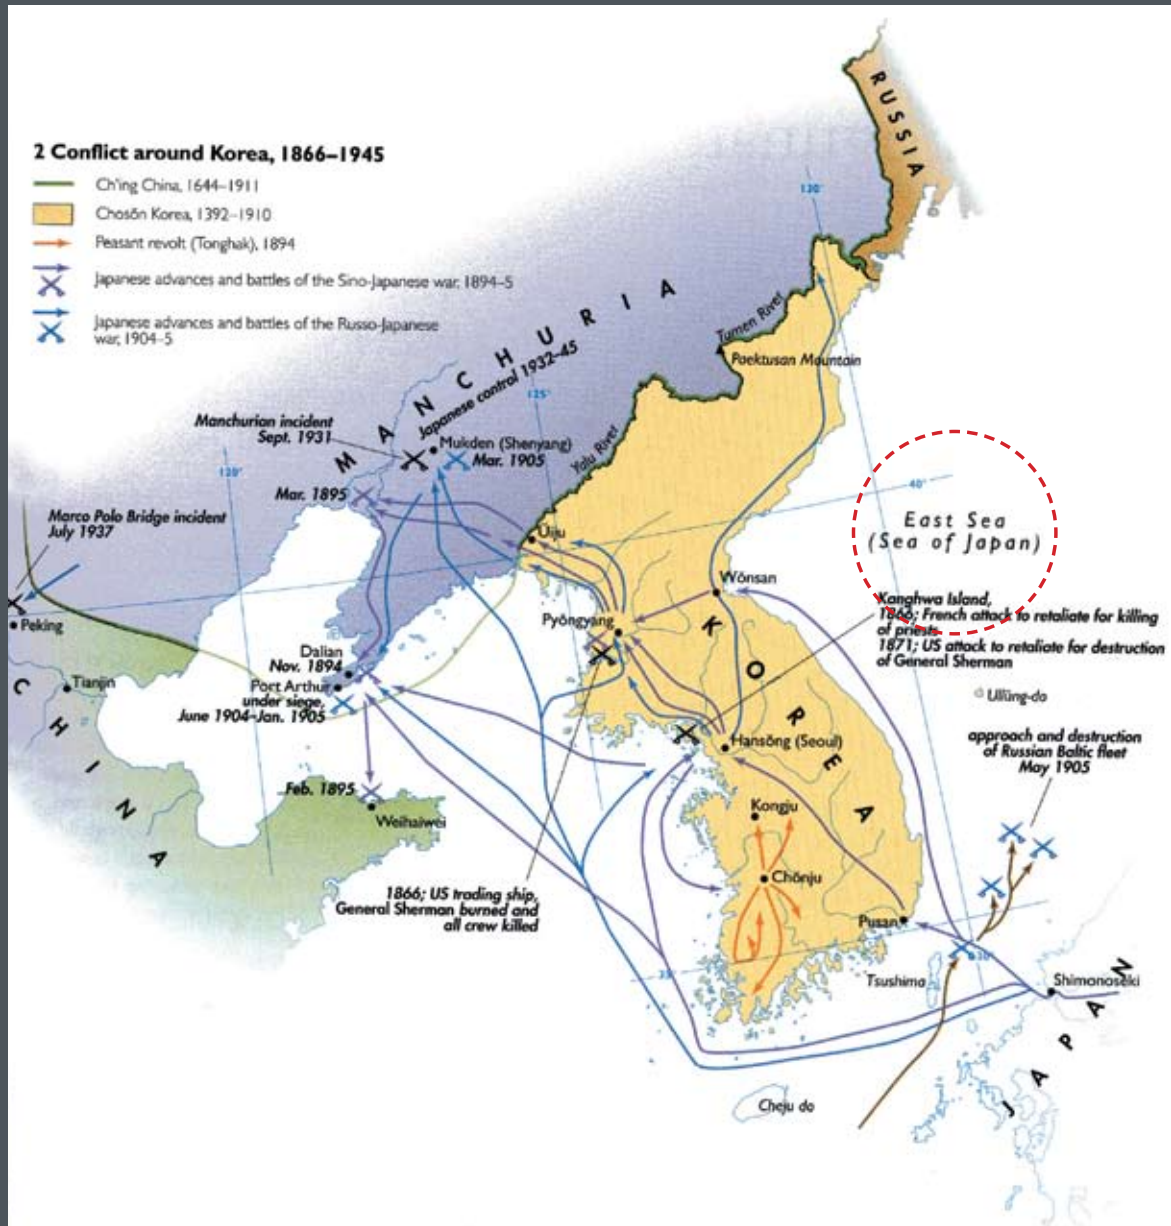 2 Conflict around Korea, 1866–1945
Ch'ing China, 1644–1911
Chosŏn Korea, 1392–1910
Peasant revolt (Tonghak), 1894
Japanese advances and battles of the Sino-Japanese war, 1894–5
Japanese advances and battles of the Russo-Japanese
war, 1904–5
RUSSIA
130°
MANCHURIA
Japanese control 1932–45
Tumen River
Paektusan Mountain
125°
Manchurian incident
Sept. 1931
Mukden (Shenyang)
Mar. 1905
Yalu River
120°
Mar. 1895
40°
Marco Polo Bridge incident
July 1937
East Sea
(Sea of Japan)
Ŭiju
Wŏnsan
Kanghwa Island,
1866; French attack to retaliate for killing
of priests
1871; US attack to retaliate for destruction
of General Sherman
Peking
Pyŏngyang
KOREA
Dalian
Nov. 1894
Tianjin
Port Arthur
under siege,
June 1904–Jan. 1905
CHINA
Ullŭng-do
Hansŏng (Seoul)
approach and destruction
of Russian Baltic fleet
May 1905
Feb. 1895
Weihaiwei
Kongju
Chŏnju
1866; US trading ship,
General Sherman burned and
all crew killed
Pusan
35°
Tsushima
130°
Shimonoseki
JAPAN
Cheju do